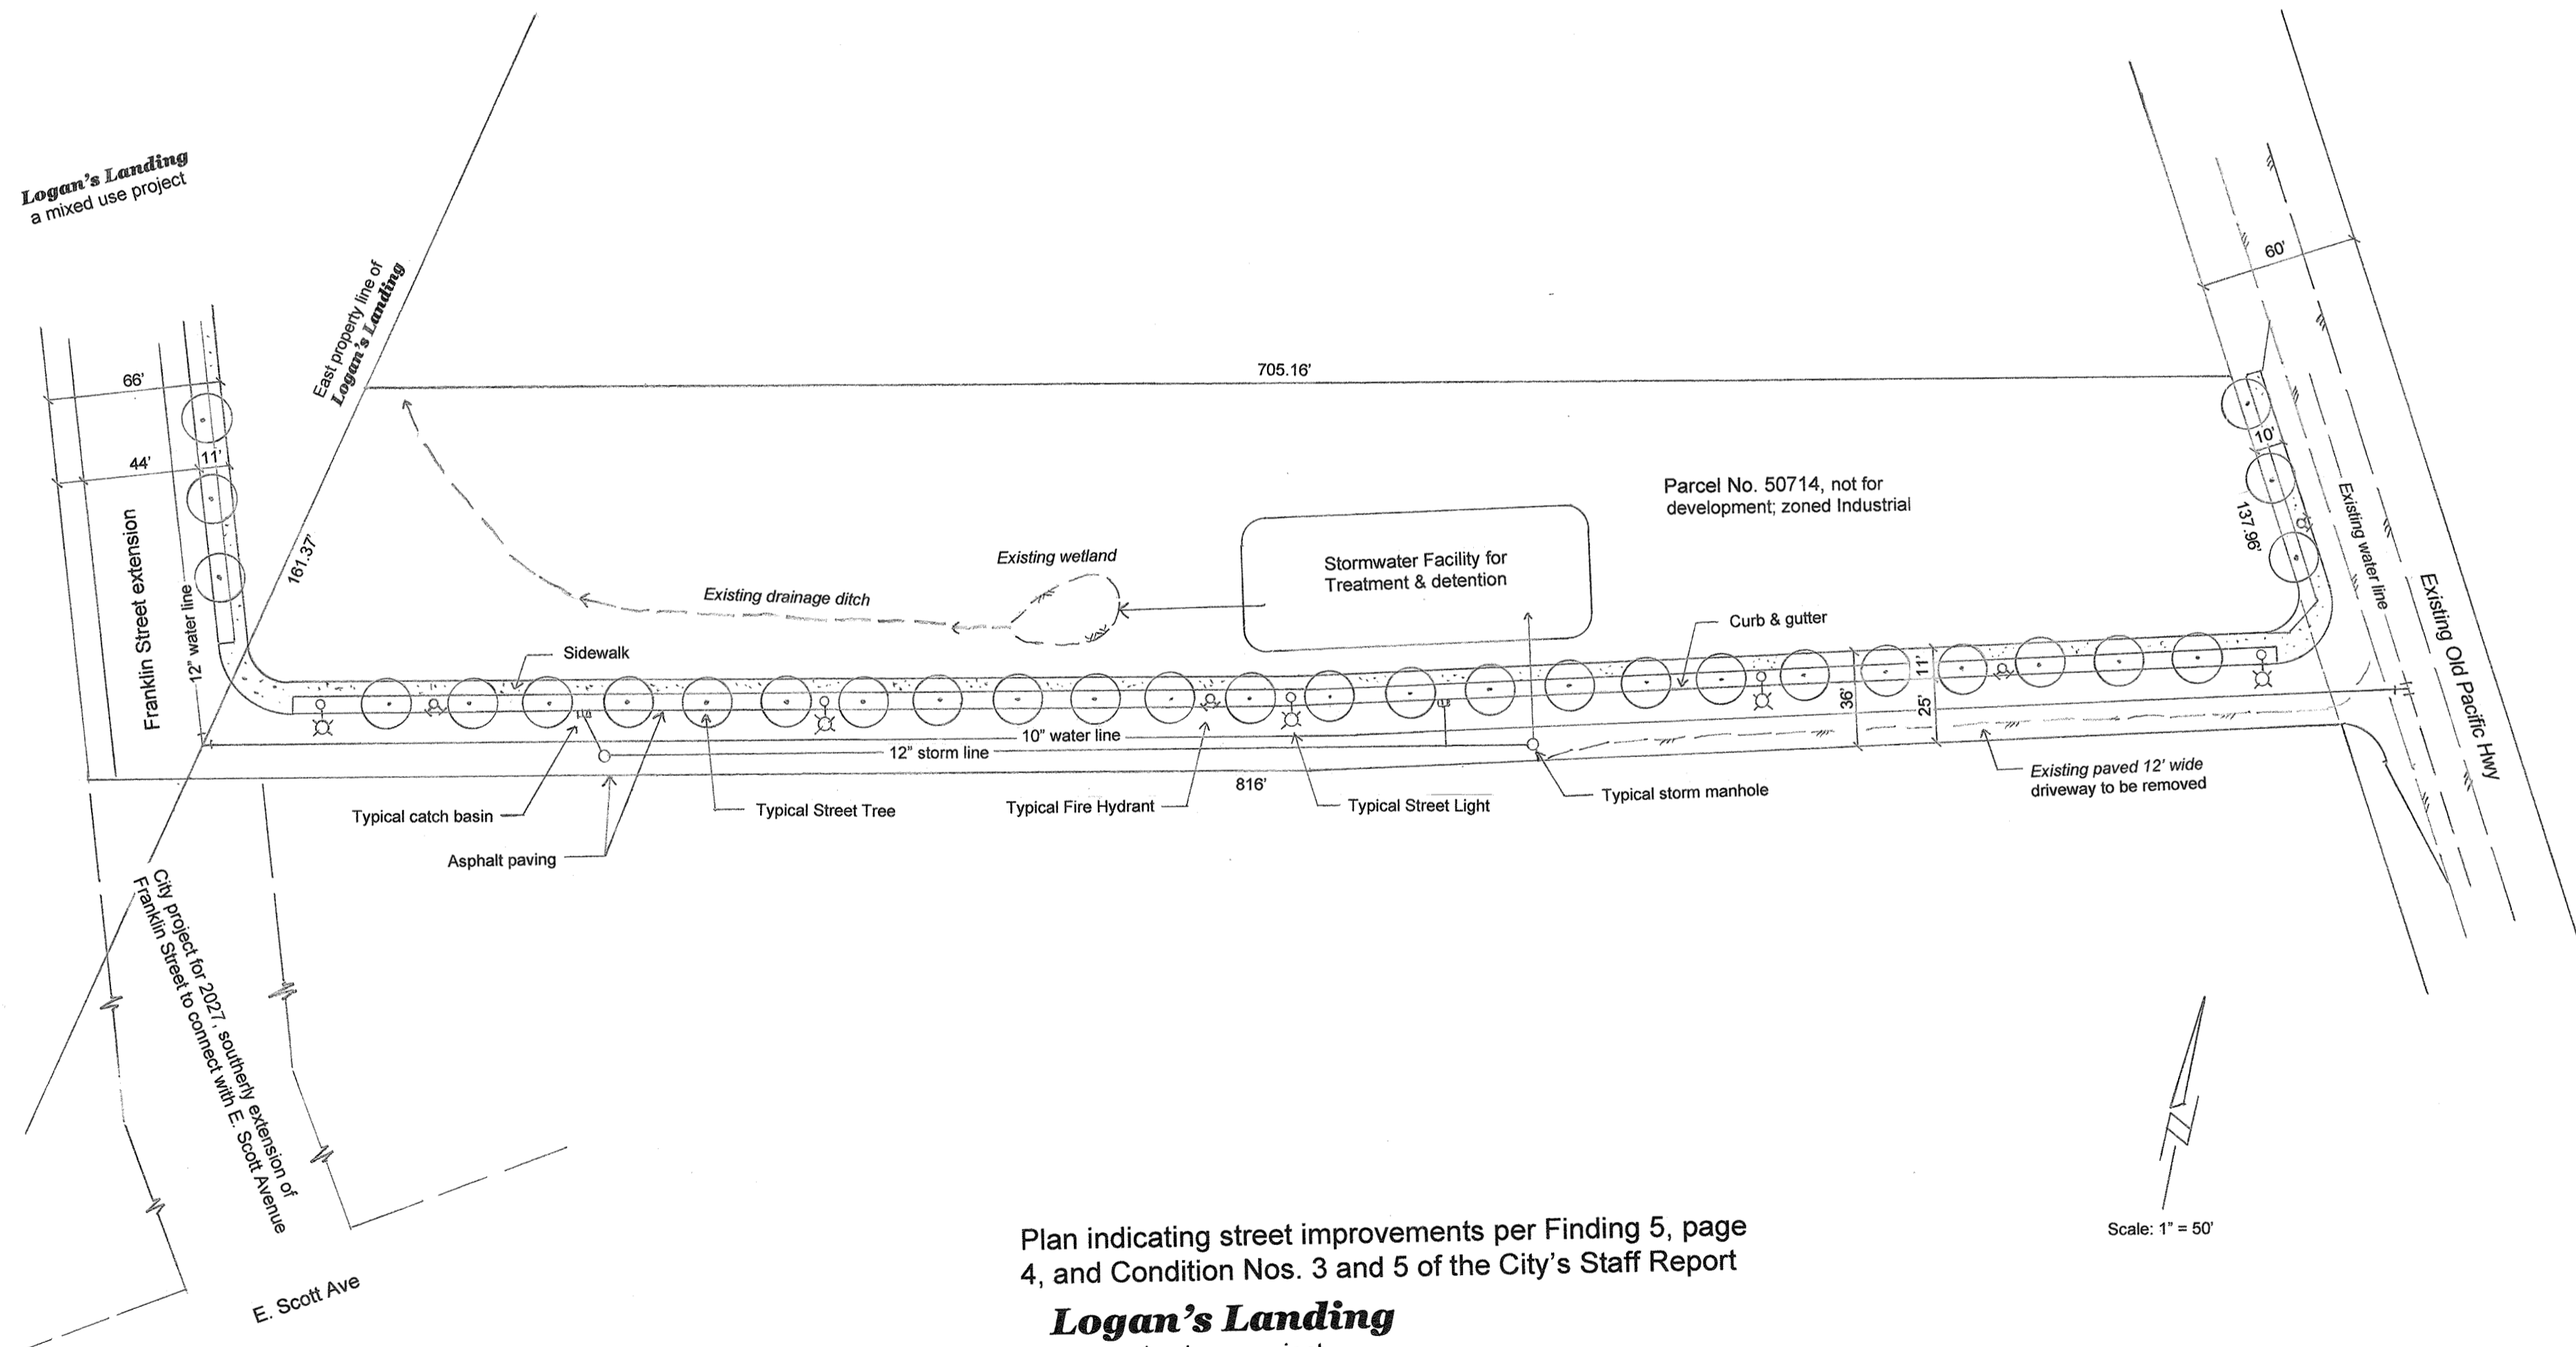 Logan's Landing
a mixed use project
East property line of
Logan's Landing
705.16'
60'
66'
44'
11'
10'
Franklin Street extension
12" water line
161.37'
Parcel No. 50714, not for
development; zoned Industrial
137.96'
Existing water line
Existing Old Pacific Hwy
Existing wetland
Existing drainage ditch
Stormwater Facility for
Treatment & detention
Curb & gutter
Sidewalk
36'
11'
25'
10" water line
12" storm line
816'
Typical catch basin
Asphalt paving
Typical Street Tree
Typical Fire Hydrant
Typical Street Light
Typical storm manhole
Existing paved 12' wide
driveway to be removed
City project for 2027, southerly extension of
Franklin Street to connect with E. Scott Avenue
E. Scott Ave
Scale: 1" = 50'
Plan indicating street improvements per Finding 5, page
4, and Condition Nos. 3 and 5 of the City's Staff Report
Logan's Landing